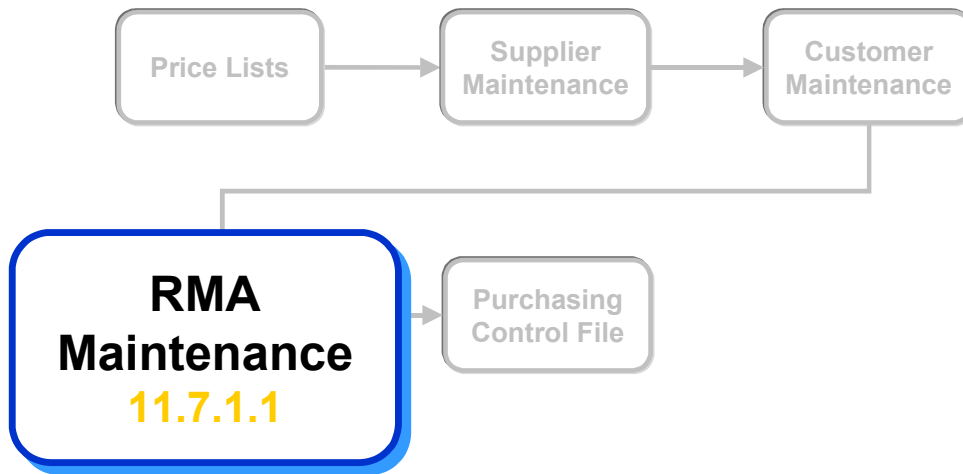 Price Lists
Supplier
Maintenance
Customer
Maintenance
RMA
Maintenance
11.7.1.1
Purchasing
Control File